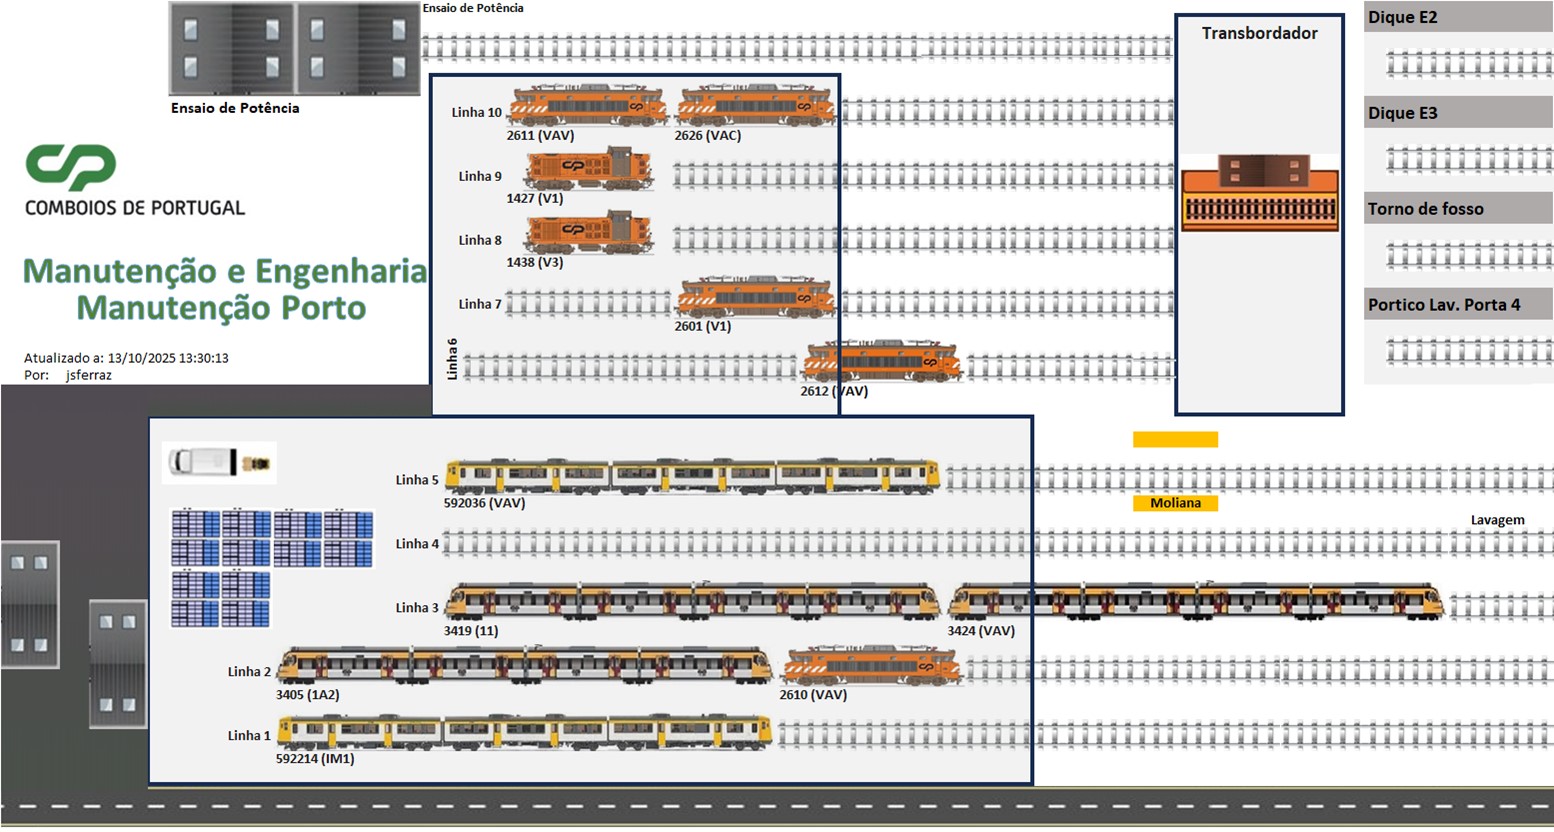 Ensaio de Potência
Ensaio de Potência
CP
COMBOIOS DE PORTUGAL
Manutenção e Engenharia
Manutenção Porto
Atualizado a: 13/10/2025 13:30:13
Por: jsferraz
Transbordador
Dique E2
Dique E3
Torno de fosso
Portico Lav. Porta 4
Linha 10
2611 (VAV)
2626 (VAC)
Linha 9
1427 (V1)
Linha 8
1438 (V3)
Linha 7
2601 (V1)
Linha 6
2612 (VAV)
Linha 5
592036 (VAV)
Moliana
Lavagem
Linha 4
Linha 3
3419 (11)
3424 (VAV)
Linha 2
3405 (1A2)
2610 (VAV)
Linha 1
592214 (IM1)